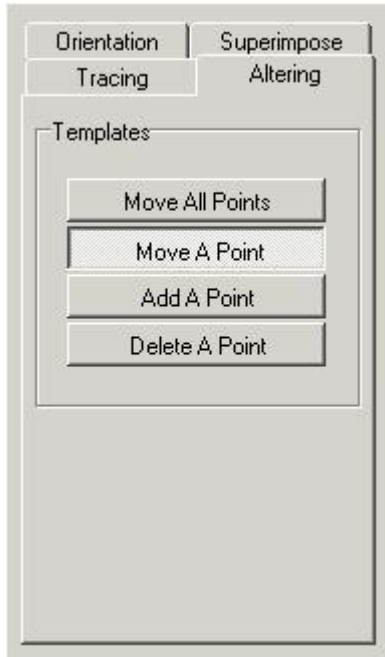 Orientation Superimpose
Tracing Altering
Templates
Move All Points
Move A Point
Add A Point
Delete A Point